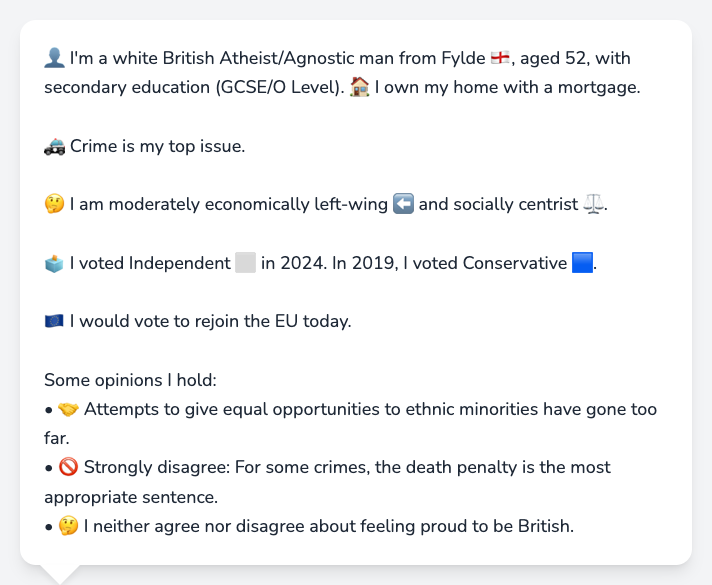 👤 I'm a white British Atheist/Agnostic man from Fylde 🏴󠁧󠁢󠁥󠁮󠁧󠁿, aged 52, with
secondary education (GCSE/O Level). 🏠 I own my home with a mortgage.
🚓 Crime is my top issue.
🤔 I am moderately economically left-wing ⬅️ and socially centrist ⚖️.
🗳️ I voted Independent ⬜ in 2024. In 2019, I voted Conservative 🟦.
🇪🇺 I would vote to rejoin the EU today.
Some opinions I hold:
• 🤝 Attempts to give equal opportunities to ethnic minorities have gone too
far.
• 🚫 Strongly disagree: For some crimes, the death penalty is the most
appropriate sentence.
• 🤔 I neither agree nor disagree about feeling proud to be British.